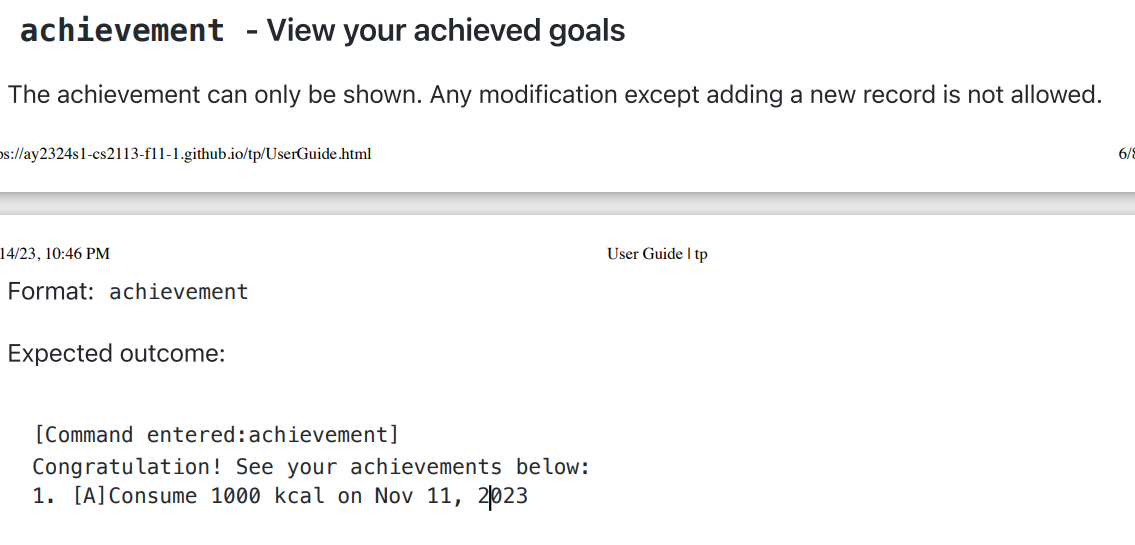 achievement - View your achieved goals
The achievement can only be shown. Any modification except adding a new record is not allowed.
ps://ay2324s1-cs2113-f11-1.github.io/tp/UserGuide.html
6/8
14/23, 10:46 PM
User Guide | tp
Format: achievement
Expected outcome:
[Command entered:achievement]
Congratulation! See your achievements below:
1. [A]Consume 1000 kcal on Nov 11, 2023